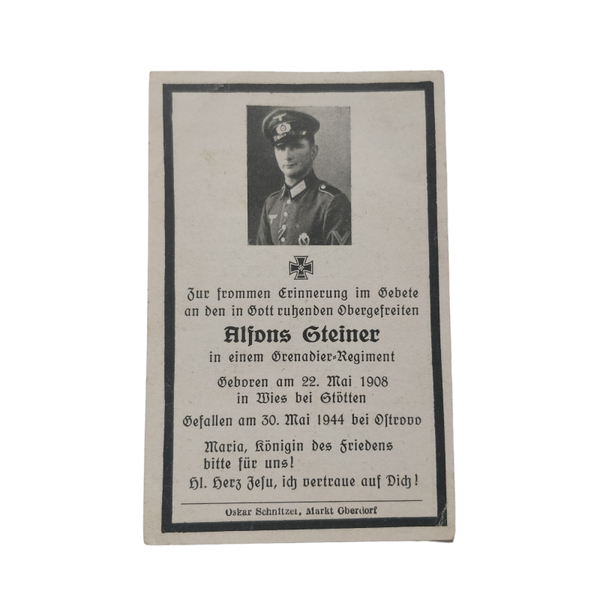 Zur frommen Erinnerung im Gebete
an den in Gott ruhenden Obergefreiten
Alfons Steiner
in einem Grenadier-Regiment
Geboren am 22. Mai 1908
in Wies bei Stötten
Gefallen am 30. Mai 1944 bei Ostrovo
Maria, Königin des Friedens
bitte für uns!
Hl. Herz Jesu, ich vertraue auf Dich!
Oskar Schnitzer, Markt Oberdorf